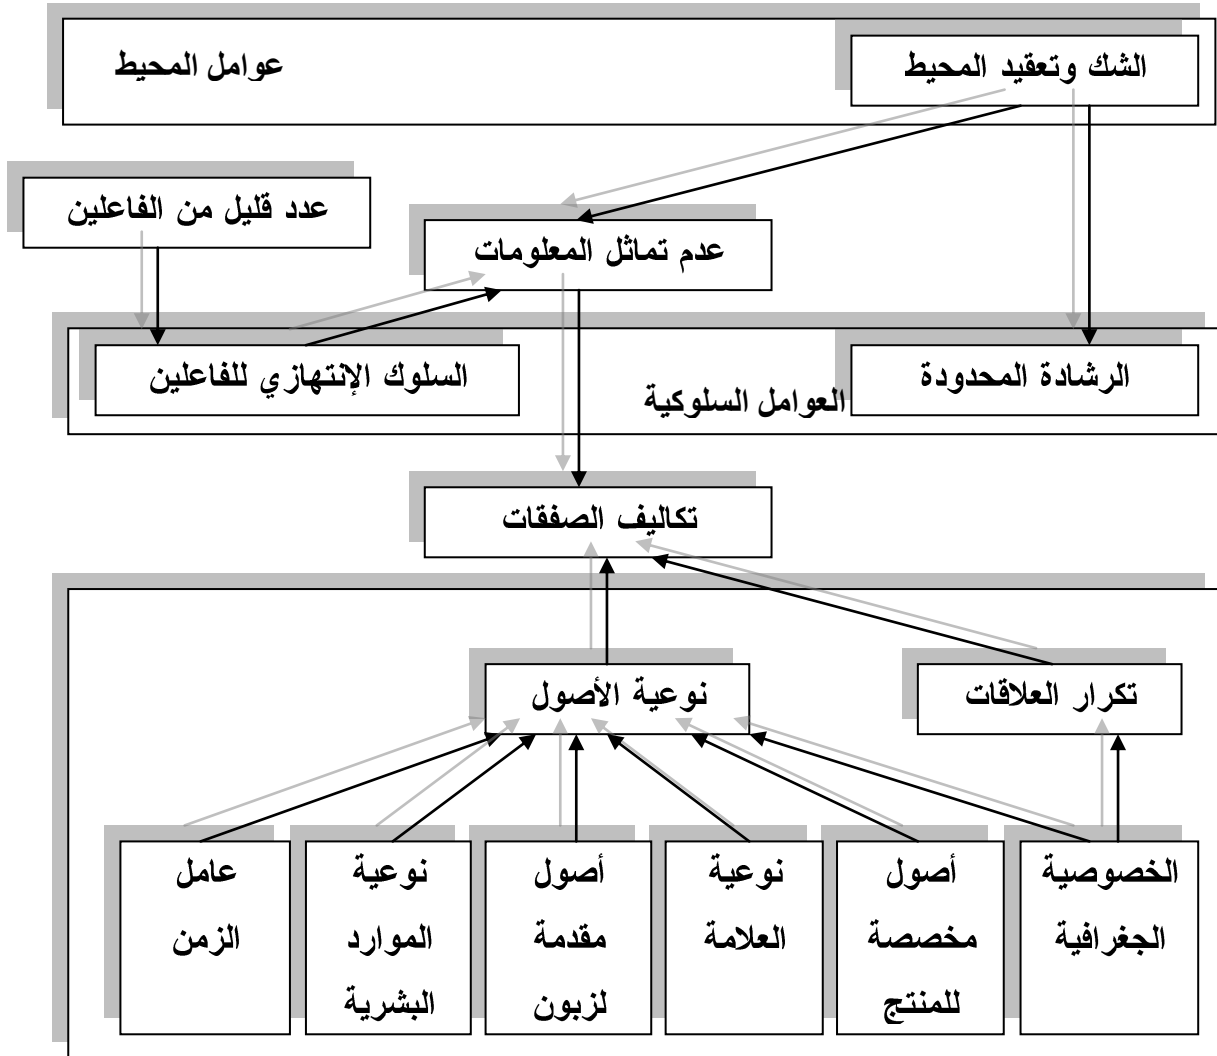 الشك وتعقيد المحيط
عوامل المحيط
عدد قليل من الفاعلين
عدم تماثل المعلومات
الرشادة المحدودة
السلوك الإنتهازي للفاعلين
العوامل السلوكية
تكاليف الصفقات
تكرار العلاقات
نوعية الأصول
الخصوصية
الجغرافية
أصول
مخصصة
للمنتج
نوعية
العلامة
أصول
مقدمة
لزبون
نوعية
الموارد
البشرية
عامل
الزمن